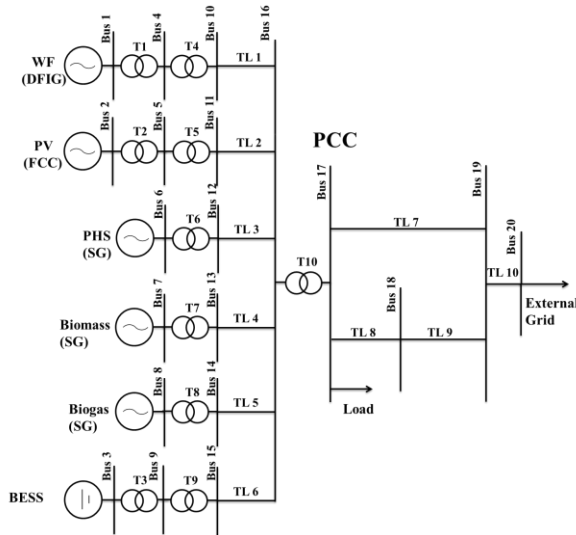 Bus 1
Bus 4
Bus 10
Bus 16
WF
(DFIG)
T1
T4
TL 1
Bus 2
Bus 5
Bus 11
PV
(FCC)
T2
T5
TL 2
PCC
Bus 6
Bus 12
Bus 17
Bus 19
PHS
(SG)
T6
TL 3
TL 7
Bus 20
T10
Bus 7
Bus 13
Bus 18
TL 10
External
Grid
Biomass
(SG)
T7
TL 4
TL 8
TL 9
Bus 8
Bus 14
Biogas
(SG)
T8
TL 5
Load
Bus 3
Bus 9
Bus 15
BESS
T3
T9
TL 6